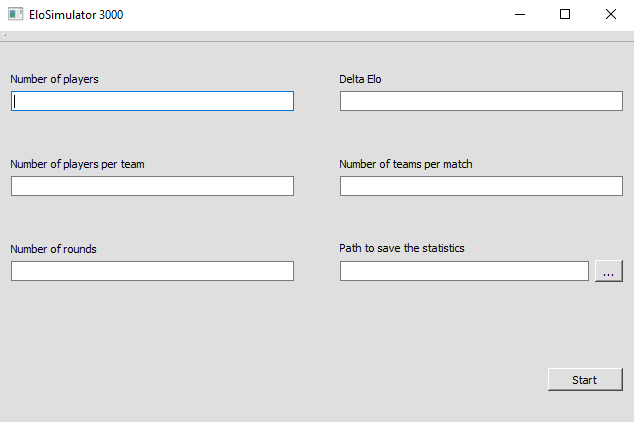 EloSimulator 3000
Number of players
Delta Elo
Number of players per team
Number of teams per match
Number of rounds
Path to save the statistics
...
Start